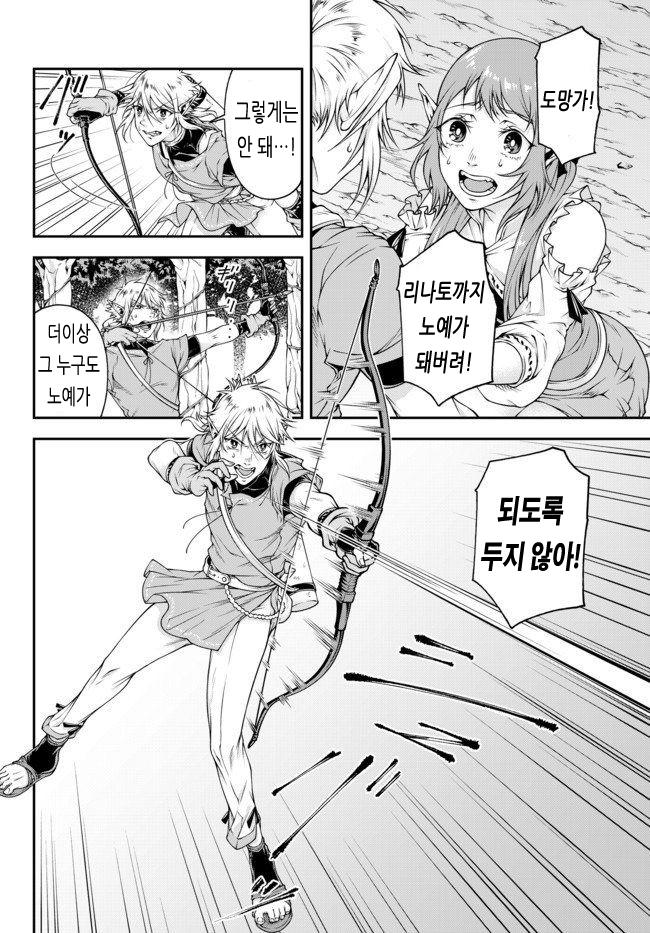 도망가!
리나토까지
노예가
돼버려!
그렇게는
안 돼…!
더이상
그 누구도
노예가
되도록
두지 않아!